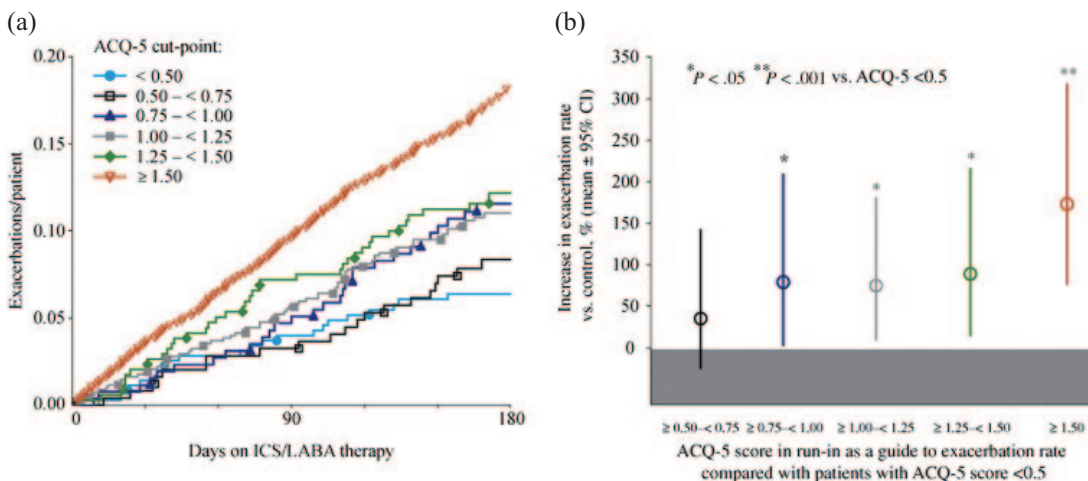 (a)
ACQ-5 cut-point:
< 0.50
0.50 – < 0.75
0.75 – < 1.00
1.00 – < 1.25
1.25 – < 1.50
≥ 1.50
Exacerbations/patient
0.20
0.15
0.10
0.05
0.00
0
90
180
Days on ICS/LABA therapy
(b)
*P < .05 **P < .001 vs. ACQ-5 <0.5
Increase in exacerbation rate
vs. control, % (mean ± 95% CI)
350
300
250
200
150
100
50
0
*
*
*
**
≥ 0.50–< 0.75
≥ 0.75–< 1.00
≥ 1.00–< 1.25
≥ 1.25–< 1.50
≥ 1.50
ACQ-5 score in run-in as a guide to exacerbation rate
compared with patients with ACQ-5 score <0.5